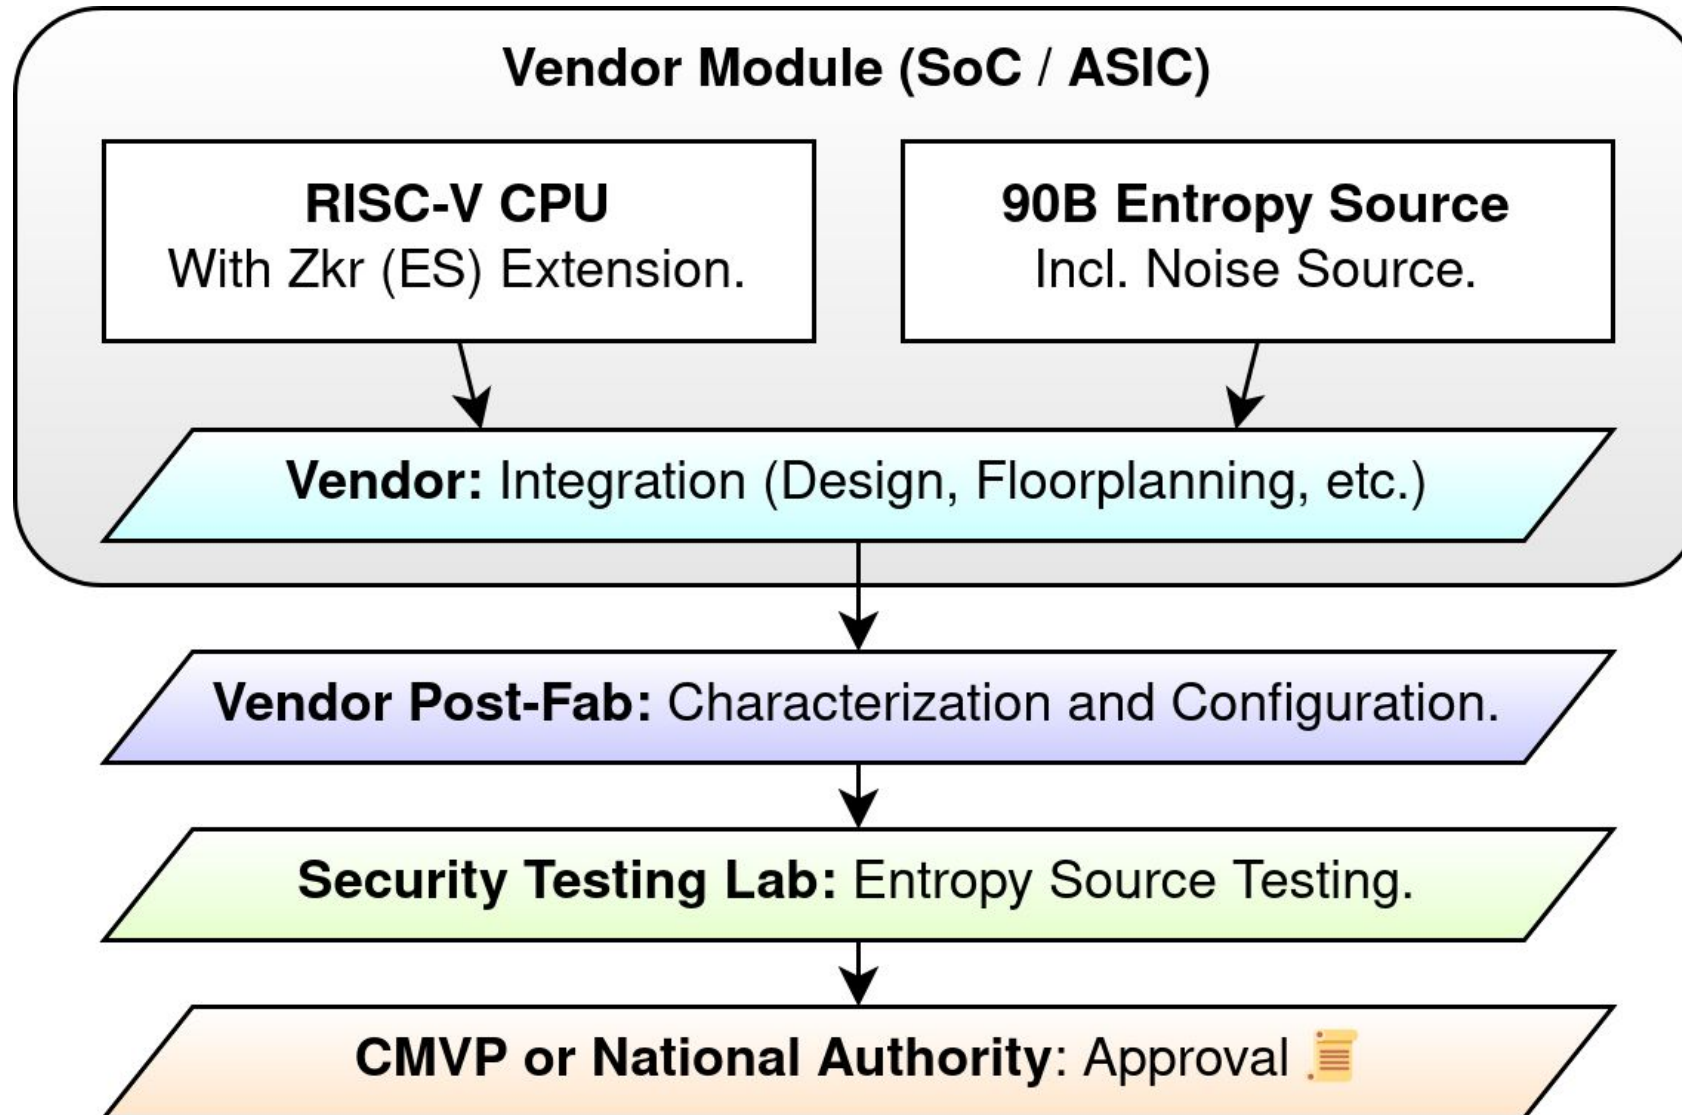 Vendor Module (SoC / ASIC)
RISC-V CPU
With Zkr (ES) Extension.
90B Entropy Source
Incl. Noise Source.
Vendor: Integration (Design, Floorplanning, etc.)
Vendor Post-Fab: Characterization and Configuration.
Security Testing Lab: Entropy Source Testing.
CMVP or National Authority: Approval